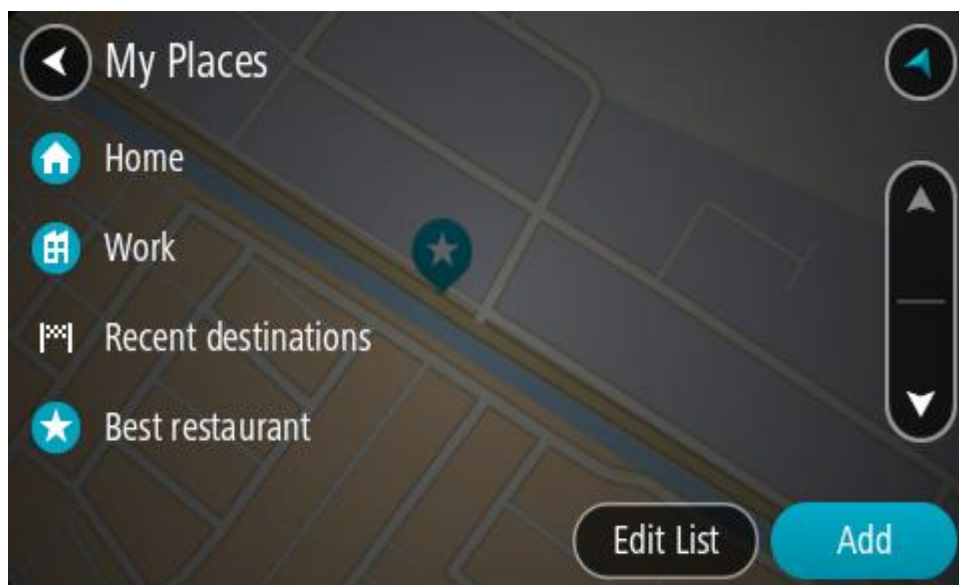 My Places
Home
Work
Recent destinations
Best restaurant
Edit List
Add